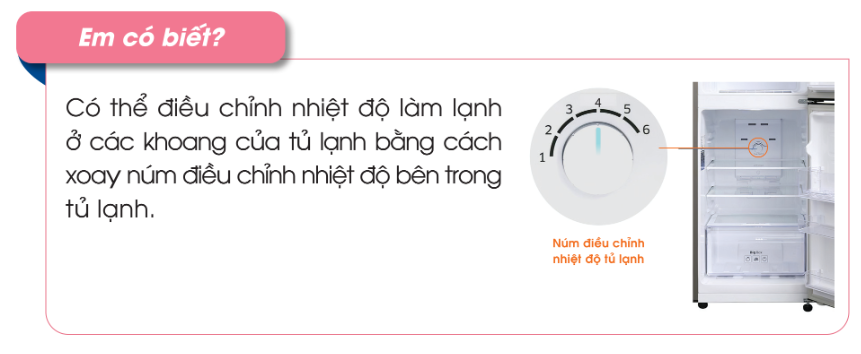 Em có biết?
Có thể điều chỉnh nhiệt độ làm lạnh
ở các khoang của tủ lạnh bằng cách
xoay núm điều chỉnh nhiệt độ bên trong
tủ lạnh.
1 2 3 4 5 6
Núm điều chỉnh
nhiệt độ tủ lạnh